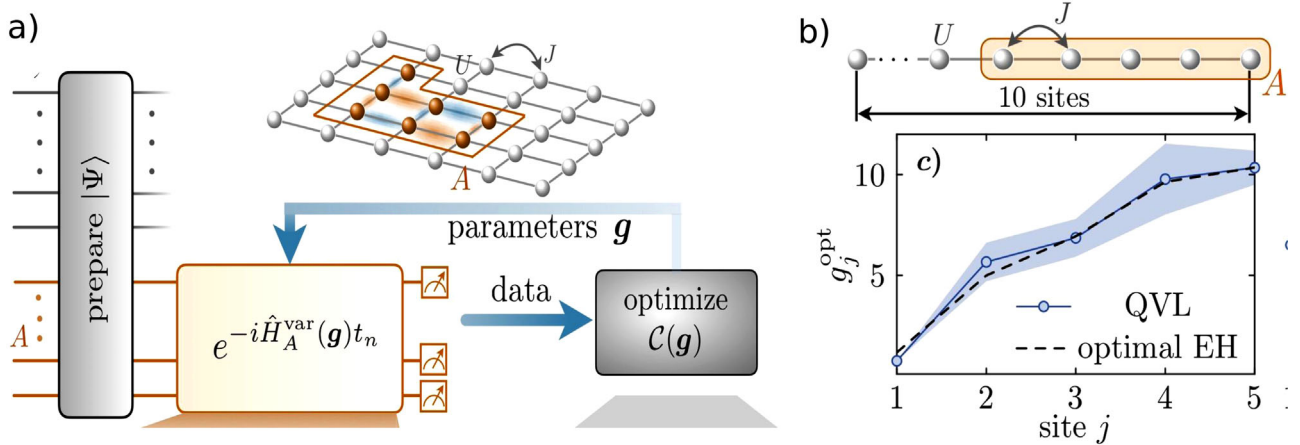 a)
prepare |Ψ⟩
A
U
J
A
parameters g
e^{-iĤ_A^{var}(g)t_n}
data
optimize
C(g)
b)
U
J
A
10 sites
c)
g_j^{opt}
10
5
QVL
optimal EH
1 2 3 4 5
site j